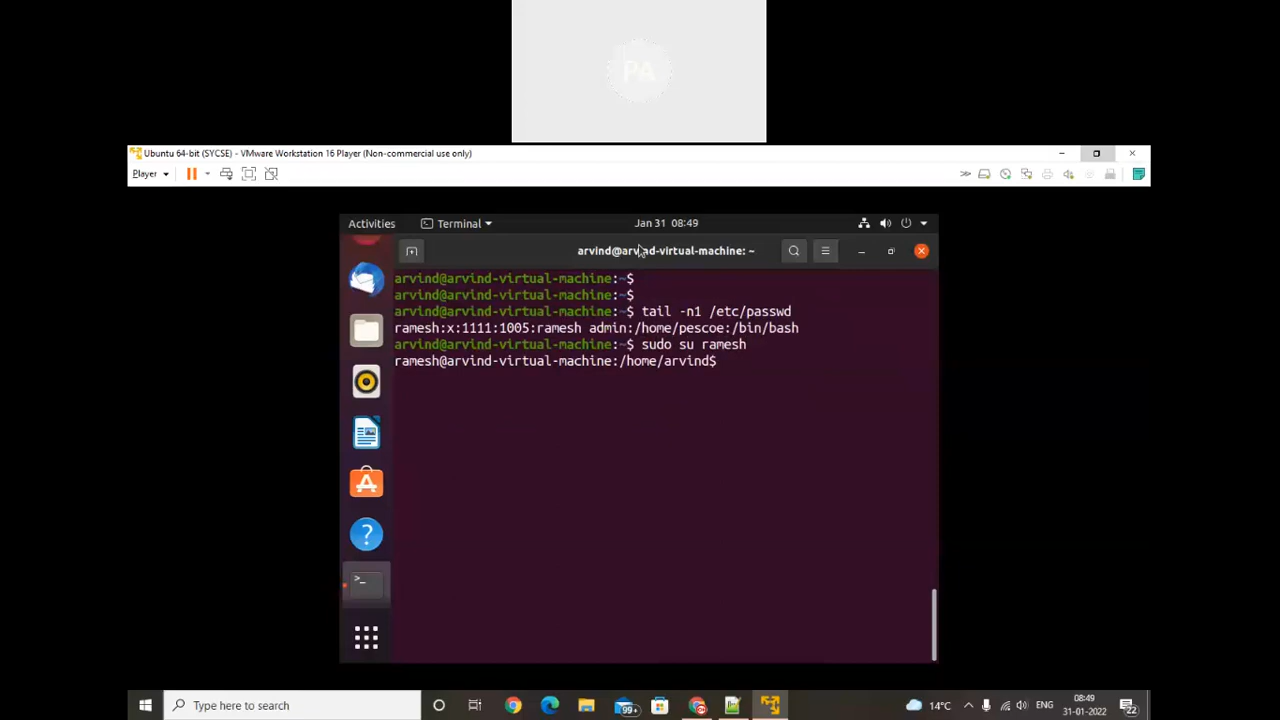 PA
Ubuntu 64-bit (SYCSE) - VMware Workstation 16 Player (Non-commercial use only)
Player
Activities
Terminal
Jan 31 08:49
arvind@arvind-virtual-machine: ~
arvind@arvind-virtual-machine:~$
arvind@arvind-virtual-machine:~$
arvind@arvind-virtual-machine:~$ tail -n1 /etc/passwd
ramesh:x:1111:1005:ramesh admin:/home/pescoe:/bin/bash
arvind@arvind-virtual-machine:~$ sudo su ramesh
ramesh@arvind-virtual-machine:/home/arvind$
Type here to search
99+
14°C
ENG
08:49
31-01-2022
22